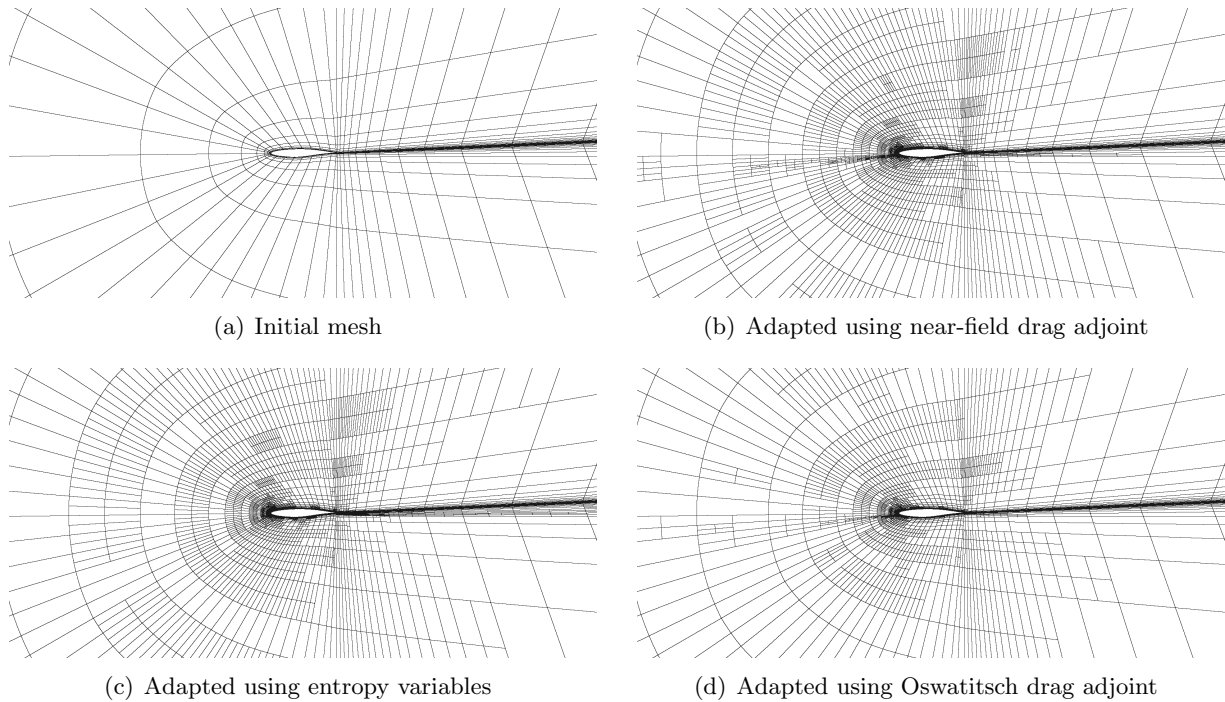 (a) Initial mesh
(b) Adapted using near-field drag adjoint
(c) Adapted using entropy variables
(d) Adapted using Oswatitsch drag adjoint